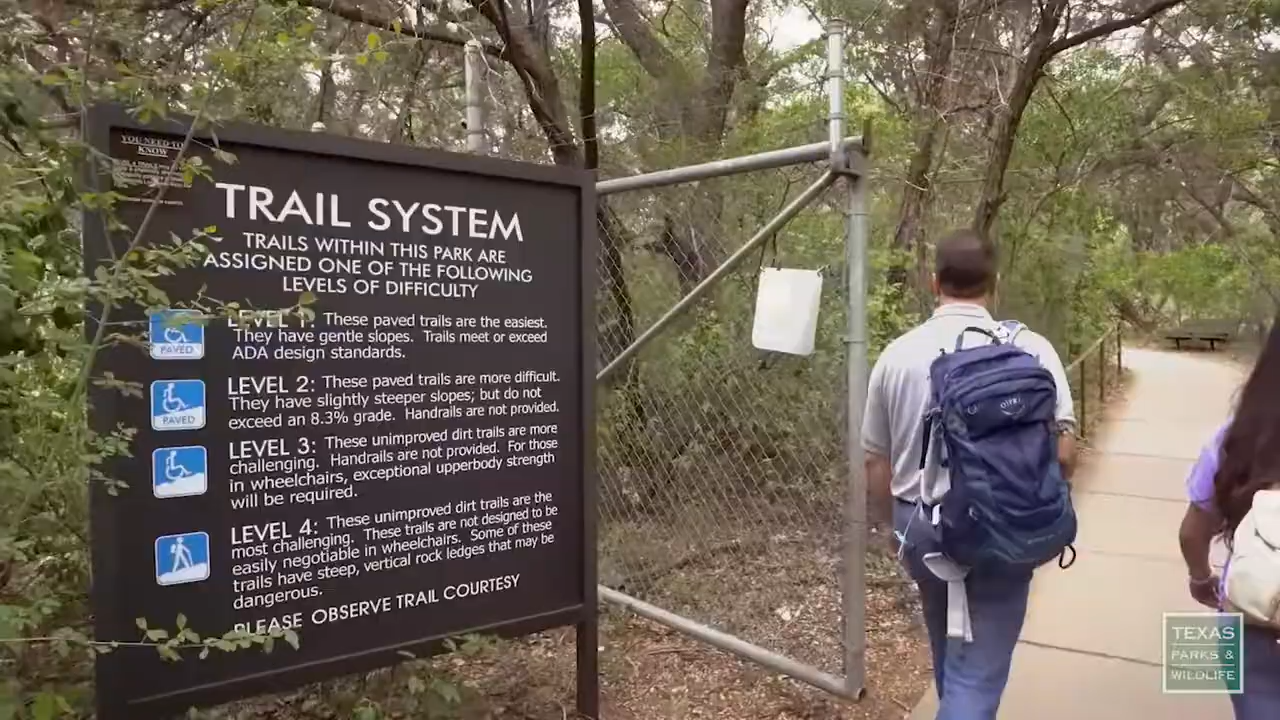 YOU NEED TO
KNOW
TRAIL SYSTEM
TRAILS WITHIN THIS PARK ARE
ASSIGNED ONE OF THE FOLLOWING
LEVELS OF DIFFICULTY
PAVED
LEVEL 1: These paved trails are the easiest.
They have gentle slopes. Trails meet or exceed
ADA design standards.
PAVED
LEVEL 2: These paved trails are more difficult.
They have slightly steeper slopes; but do not
exceed an 8.3% grade. Handrails are not provided.
LEVEL 3: These unimproved dirt trails are more
challenging. Handrails are not provided. For those
in wheelchairs, exceptional upperbody strength
will be required.
LEVEL 4: These unimproved dirt trails are the
most challenging. These trails are not designed to be
easily negotiable in wheelchairs. Some of these
trails have steep, vertical rock ledges that may be
dangerous.
PLEASE OBSERVE TRAIL COURTESY
OSPREY
TEXAS
PARKS &
WILDLIFE